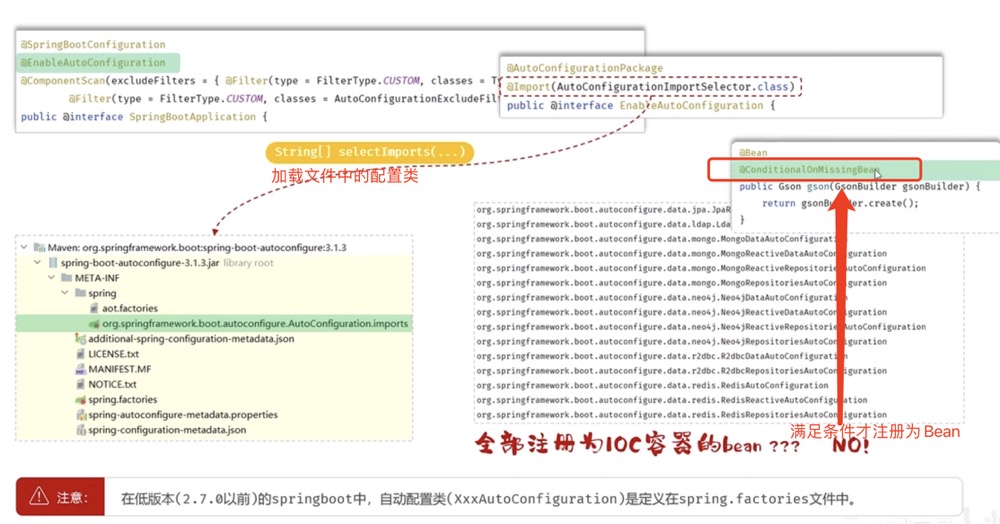 @SpringBootConfiguration
@EnableAutoConfiguration
@ComponentScan(excludeFilters = { @Filter(type = FilterType.CUSTOM, classes = T
@Filter(type = FilterType.CUSTOM, classes = AutoConfigurationExcludeFil
public @interface SpringBootApplication {
@AutoConfigurationPackage
@Import(AutoConfigurationImportSelector.class)
public @interface EnableAutoConfiguration {
String[] selectImports(...)
加载文件中的配置类
@Bean
@ConditionalOnMissingBean
public Gson gson(GsonBuilder gsonBuilder) {
return gsonBuilder.create();
}
Maven: org.springframework.boot:spring-boot-autoconfigure:3.1.3
spring-boot-autoconfigure-3.1.3.jar library root
META-INF
spring
aot.factories
org.springframework.boot.autoconfigure.AutoConfiguration.imports
additional-spring-configuration-metadata.json
LICENSE.txt
MANIFEST.MF
NOTICE.txt
spring.factories
spring-autoconfigure-metadata.properties
spring-configuration-metadata.json
org.springframework.boot.autoconfigure.data.jpa.JpaR
org.springframework.boot.autoconfigure.data.ldap.Lda
org.springframework.boot.autoconfigure.data.mongo.MongoDataAutoConfiguration
org.springframework.boot.autoconfigure.data.mongo.MongoReactiveDataAutoConfiguration
org.springframework.boot.autoconfigure.data.mongo.MongoReactiveRepositoriesAutoConfiguration
org.springframework.boot.autoconfigure.data.mongo.MongoRepositoriesAutoConfiguration
org.springframework.boot.autoconfigure.data.neo4j.Neo4jDataAutoConfiguration
org.springframework.boot.autoconfigure.data.neo4j.Neo4jReactiveDataAutoConfiguration
org.springframework.boot.autoconfigure.data.neo4j.Neo4jReactiveRepositoriesAutoConfiguration
org.springframework.boot.autoconfigure.data.neo4j.Neo4jRepositoriesAutoConfiguration
org.springframework.boot.autoconfigure.data.r2dbc.R2dbcDataAutoConfiguration
org.springframework.boot.autoconfigure.data.r2dbc.R2dbcRepositoriesAutoConfiguration
org.springframework.boot.autoconfigure.data.redis.RedisAutoConfiguration
org.springframework.boot.autoconfigure.data.redis.RedisReactiveAutoConfiguration
org.springframework.boot.autoconfigure.data.redis.RedisRepositoriesAutoConfiguration
全部注册为IOC容器的bean ??? NO!
满足条件才注册为 Bean
注意: 在低版本(2.7.0以前)的springboot中，自动配置类(XxxAutoConfiguration)是定义在spring.factories文件中。